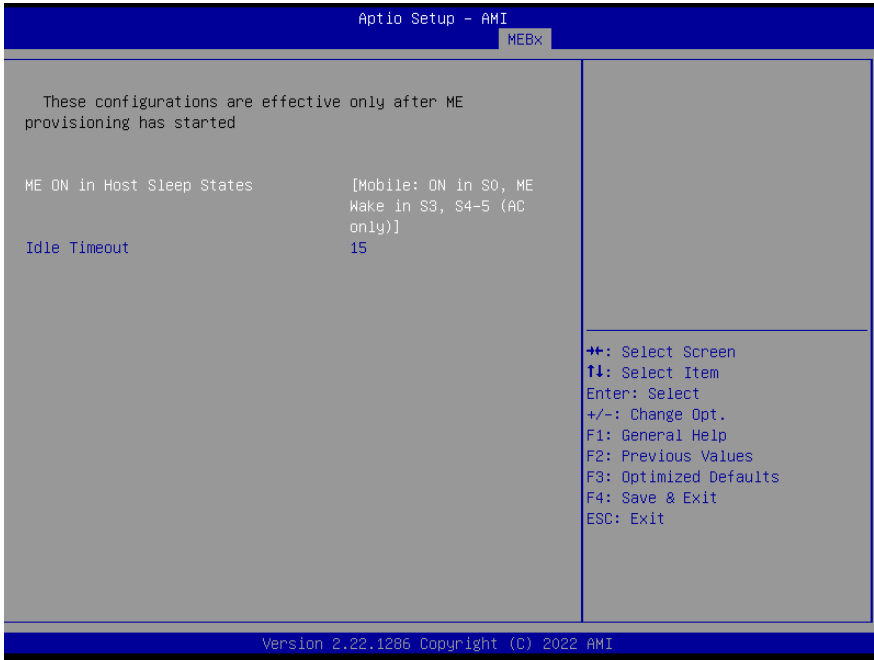 Aptio Setup – AMI
MEBx
These configurations are effective only after ME
provisioning has started
ME ON in Host Sleep States [Mobile: ON in S0, ME
Wake in S3, S4-5 (AC
only)]
Idle Timeout 15
→←: Select Screen
↑↓: Select Item
Enter: Select
+/-: Change Opt.
F1: General Help
F2: Previous Values
F3: Optimized Defaults
F4: Save & Exit
ESC: Exit
Version 2.22.1286 Copyright (C) 2022 AMI